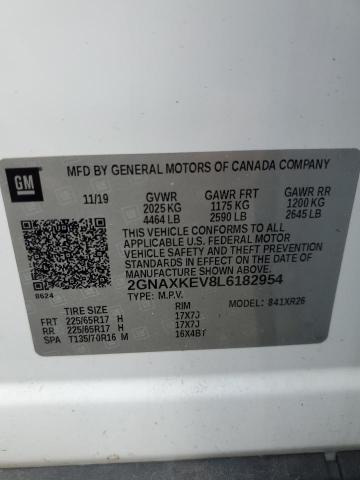 GM
MFD BY GENERAL MOTORS OF CANADA COMPANY
11/19 GVWR GAWR FRT GAWR RR
2025 KG 1175 KG 1200 KG
4464 LB 2590 LB 2645 LB
THIS VEHICLE CONFORMS TO ALL
APPLICABLE U.S. FEDERAL MOTOR
VEHICLE SAFETY, BUMPER, AND
THEFT PREVENTION STANDARDS
IN EFFECT ON THE DATE OF
MANUFACTURE SHOWN ABOVE.
2GNAXKEV8L6182954
8624 TYPE: M.P.V. MODEL: 841XR26
TIRE SIZE RIM
FRT 225/65R17 H 17X7J
RR 225/65R17 H 17X7J
SPA T135/70R16 M 16X4BT